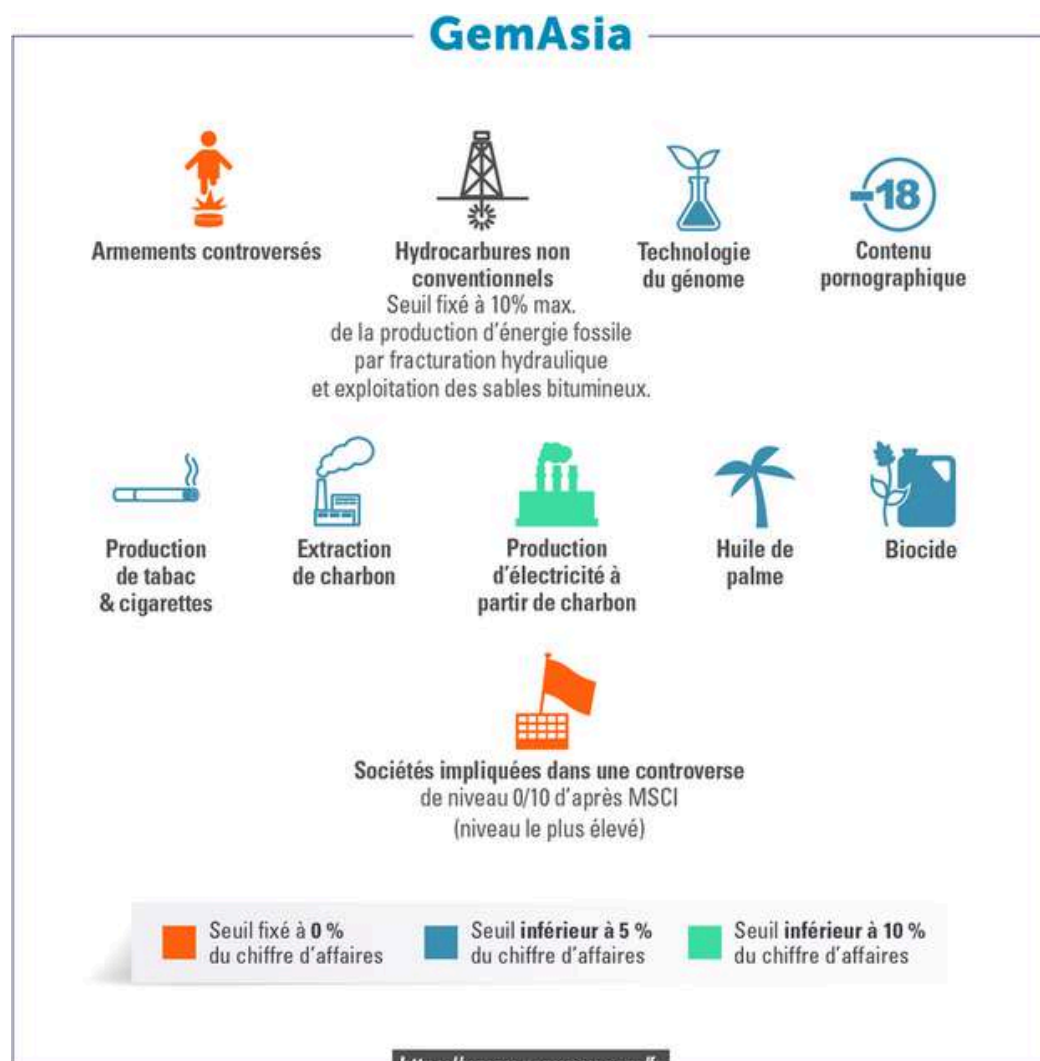 GemAsia
Armements controversés
Hydrocarbures non
conventionnels
Seuil fixé à 10% max.
de la production d'énergie fossile
par fracturation hydraulique
et exploitation des sables bitumineux.
Technologie
du génome
-18
Contenu
pornographique
Production
de tabac
& cigarettes
Extraction
de charbon
Production
d'électricité à
partir de charbon
Huile de
palme
Biocide
Sociétés impliquées dans une controverse
de niveau 0/10 d'après MSCI
(niveau le plus élevé)
Seuil fixé à 0 %
du chiffre d'affaires
Seuil inférieur à 5 %
du chiffre d'affaires
Seuil inférieur à 10 %
du chiffre d'affaires